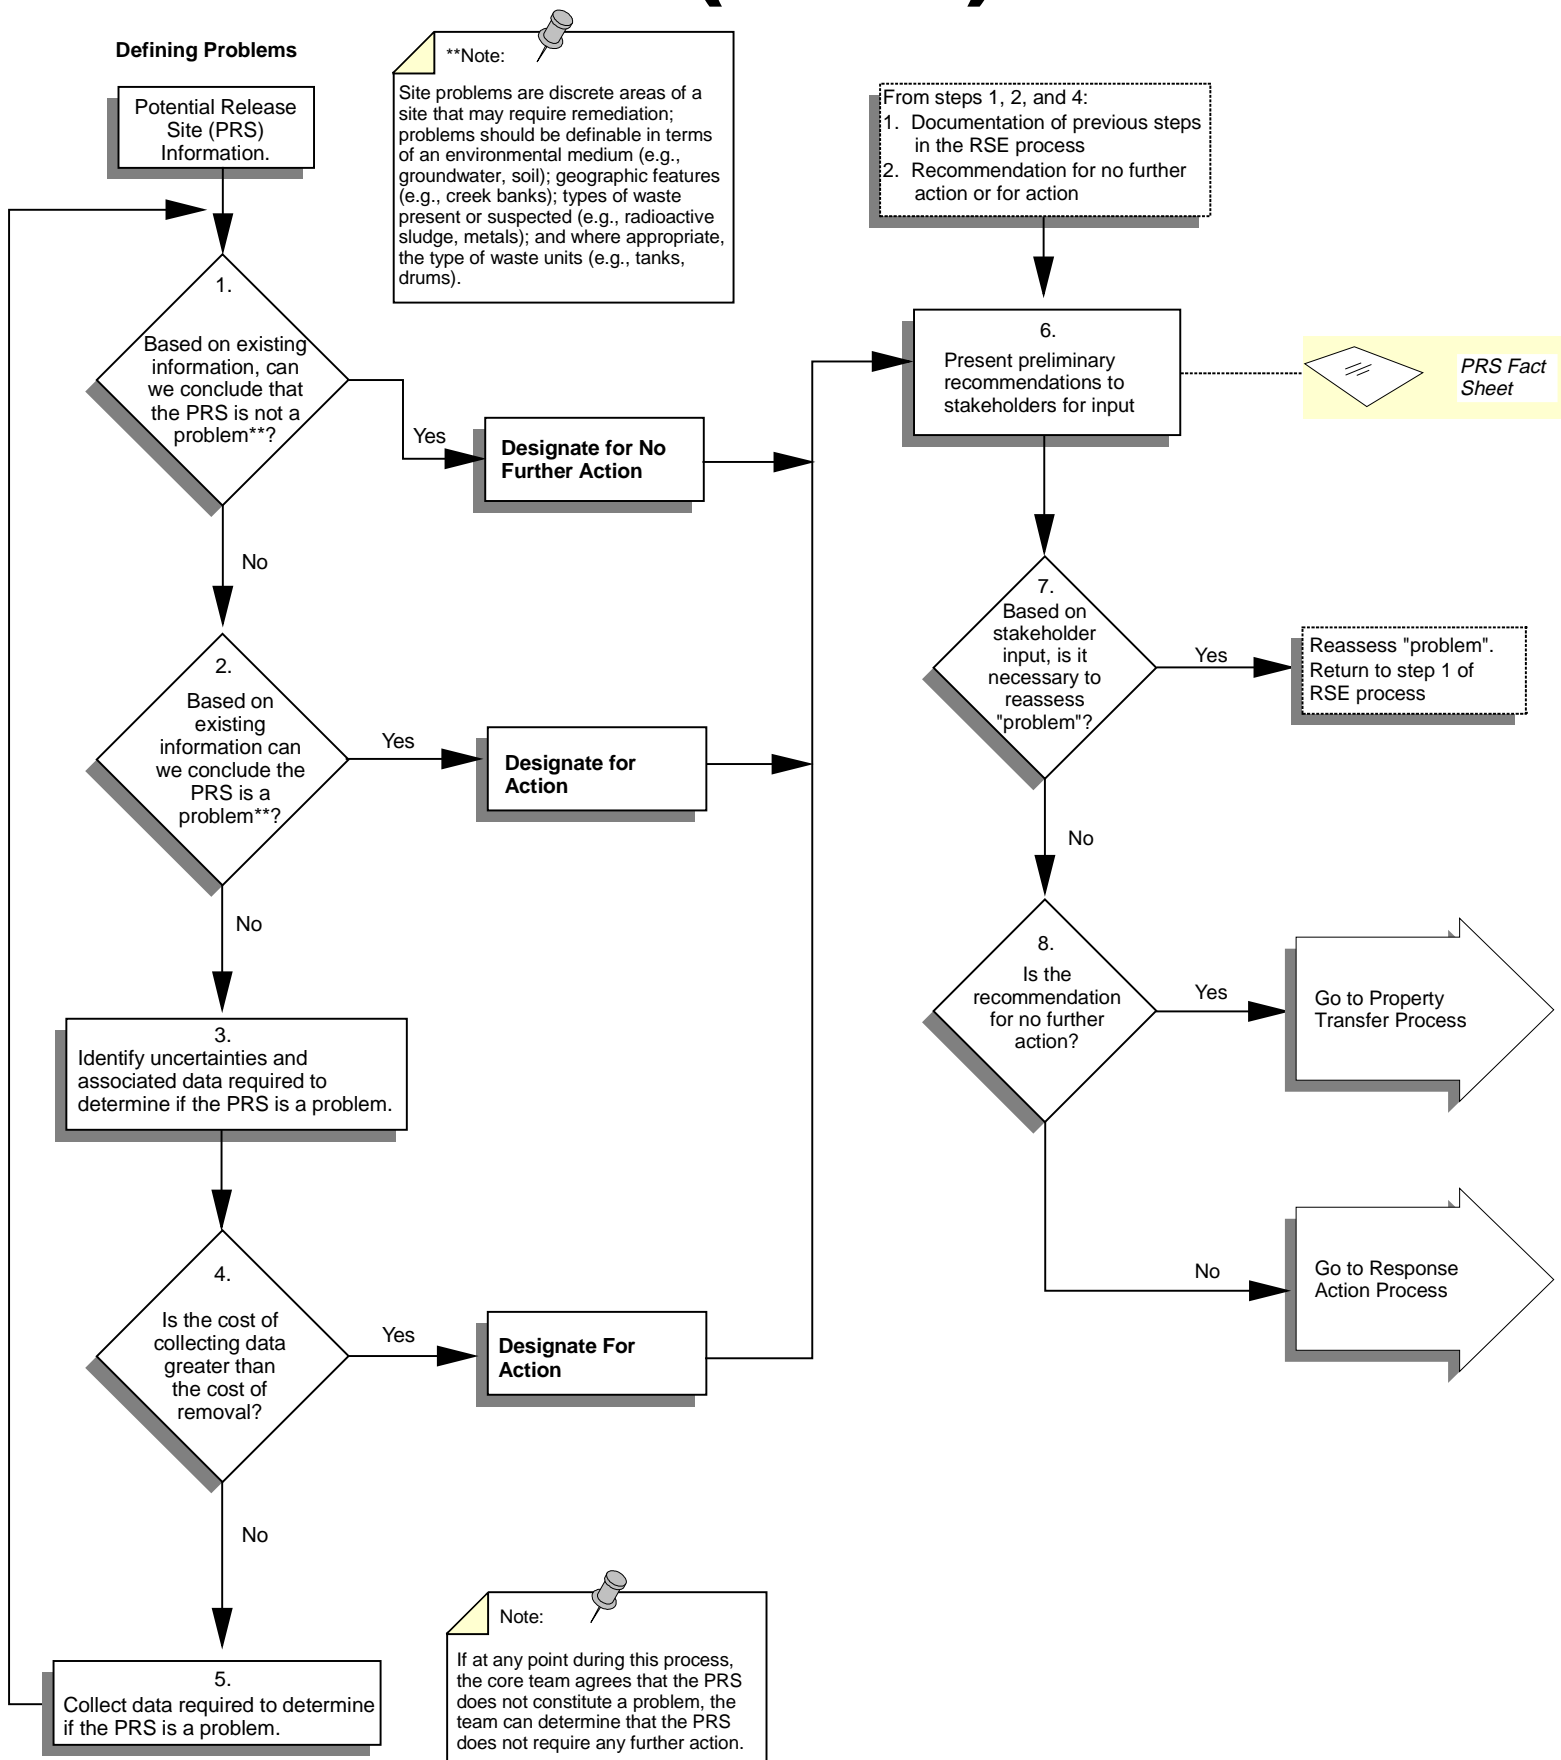 Defining Problems
Potential Release
Site (PRS)
Information.
**Note:
Site problems are discrete areas of a
site that may require remediation;
problems should be definable in terms
of an environmental medium (e.g.,
groundwater, soil); geographic features
(e.g., creek banks); types of waste
present or suspected (e.g., radioactive
sludge, metals); and where appropriate,
the type of waste units (e.g., tanks,
drums).
1.
Based on existing
information, can
we conclude that
the PRS is not a
problem**?
Yes
Designate for No
Further Action
No
2.
Based on
existing
information can
we conclude the
PRS is a
problem**?
Yes
Designate for
Action
No
3.
Identify uncertainties and
associated data required to
determine if the PRS is a problem.
4.
Is the cost of
collecting data
greater than
the cost of
removal?
Yes
Designate For
Action
No
5.
Collect data required to determine
if the PRS is a problem.
Note:
If at any point during this process,
the core team agrees that the PRS
does not constitute a problem, the
team can determine that the PRS
does not require any further action.
From steps 1, 2, and 4:
1. Documentation of previous steps
in the RSE process
2. Recommendation for no further
action or for action
6.
Present preliminary
recommendations to
stakeholders for input
PRS Fact
Sheet
7.
Based on
stakeholder
input, is it
necessary to
reassess
"problem"?
Yes
Reassess "problem".
Return to step 1 of
RSE process
No
8.
Is the
recommendation
for no further
action?
Yes
Go to Property
Transfer Process
No
Go to Response
Action Process